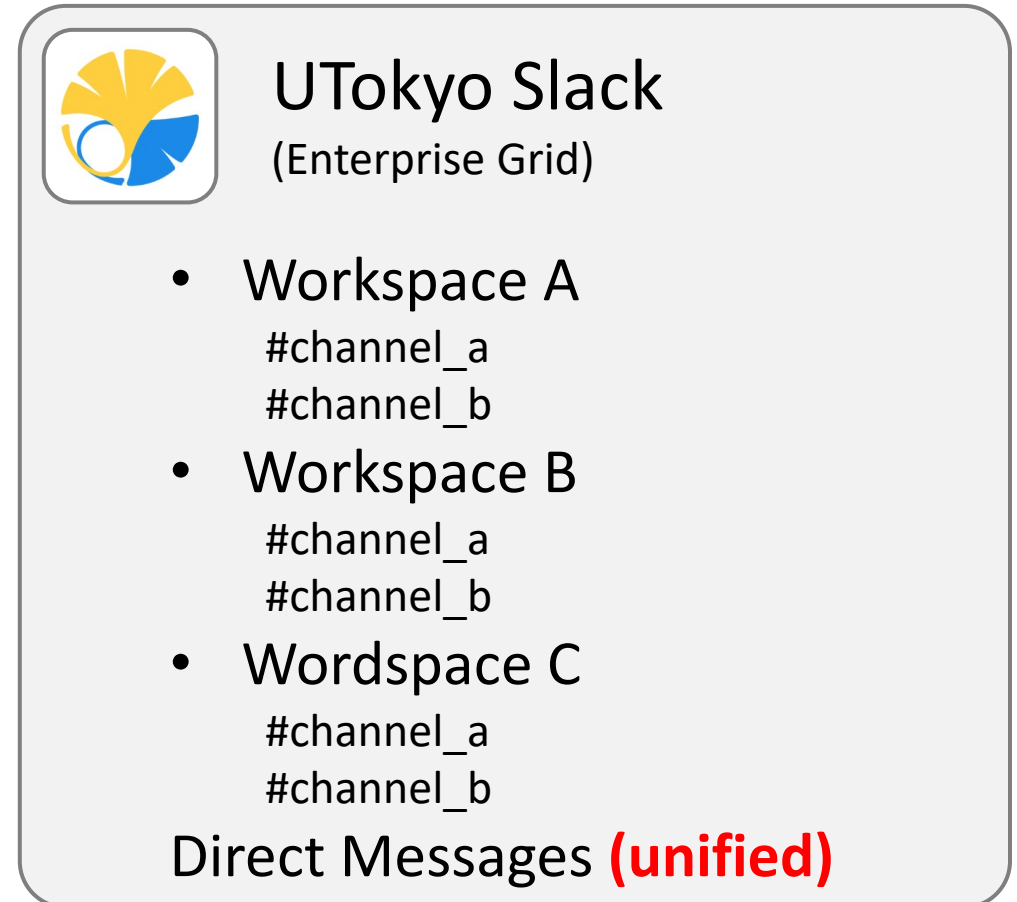 UTokyo Slack
(Enterprise Grid)
• Workspace A
#channel_a
#channel_b
• Workspace B
#channel_a
#channel_b
• Wordspace C
#channel_a
#channel_b
Direct Messages (unified)